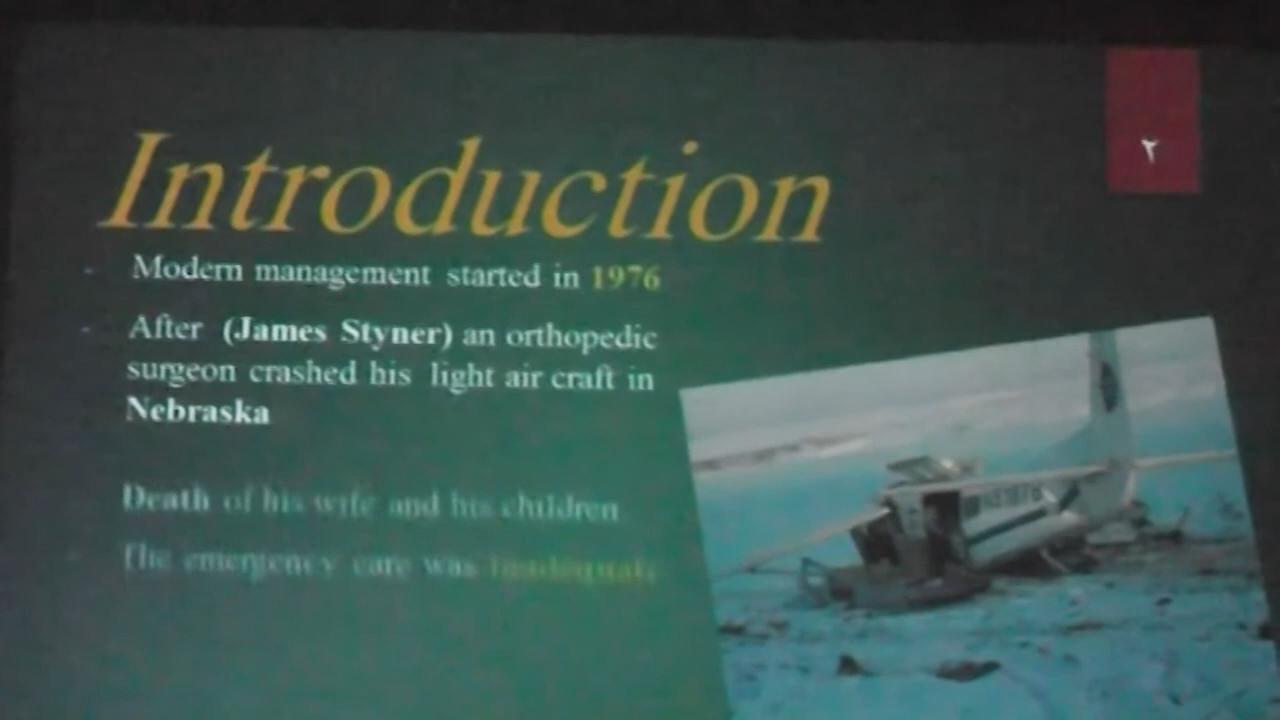 ٢
Introduction
- Modern management started in 1976
- After (James Styner) an orthopedic
surgeon crashed his light air craft in
Nebraska
Death of his wife and his children
The emergency care was inadequate